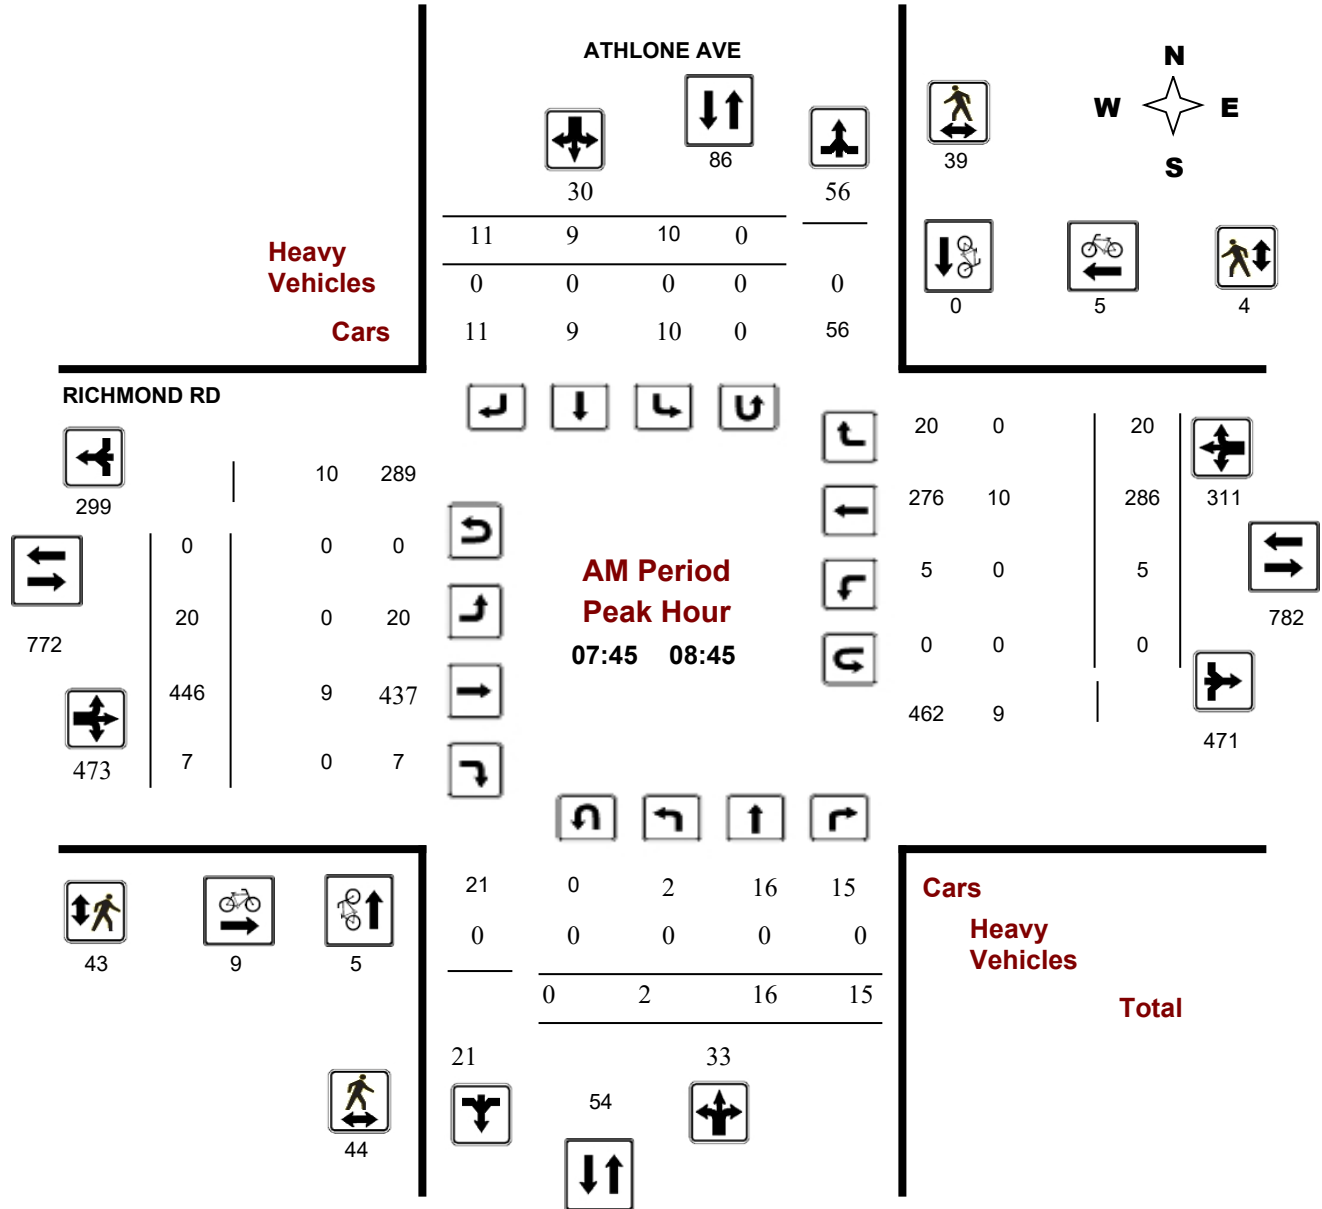 ATHLONE AVE
N
W E
S
86
39
30 56
11 9 10 0
Heavy
Vehicles
0 0 0 0 0
0 5 4
Cars
11 9 10 0 56
RICHMOND RD
20 0 20
10 289
299
276 10 286 311
0 0 0
AM Period
5 0 5
Peak Hour
20 0 20
782
772
07:45 08:45
0 0 0
446 9 437
462 9
471
473
7 0 7
21 0 2 16 15
Cars
0 0 0 0 0
Heavy
Vehicles
43 9 5
0 2 16 15
Total
21 33
54
44